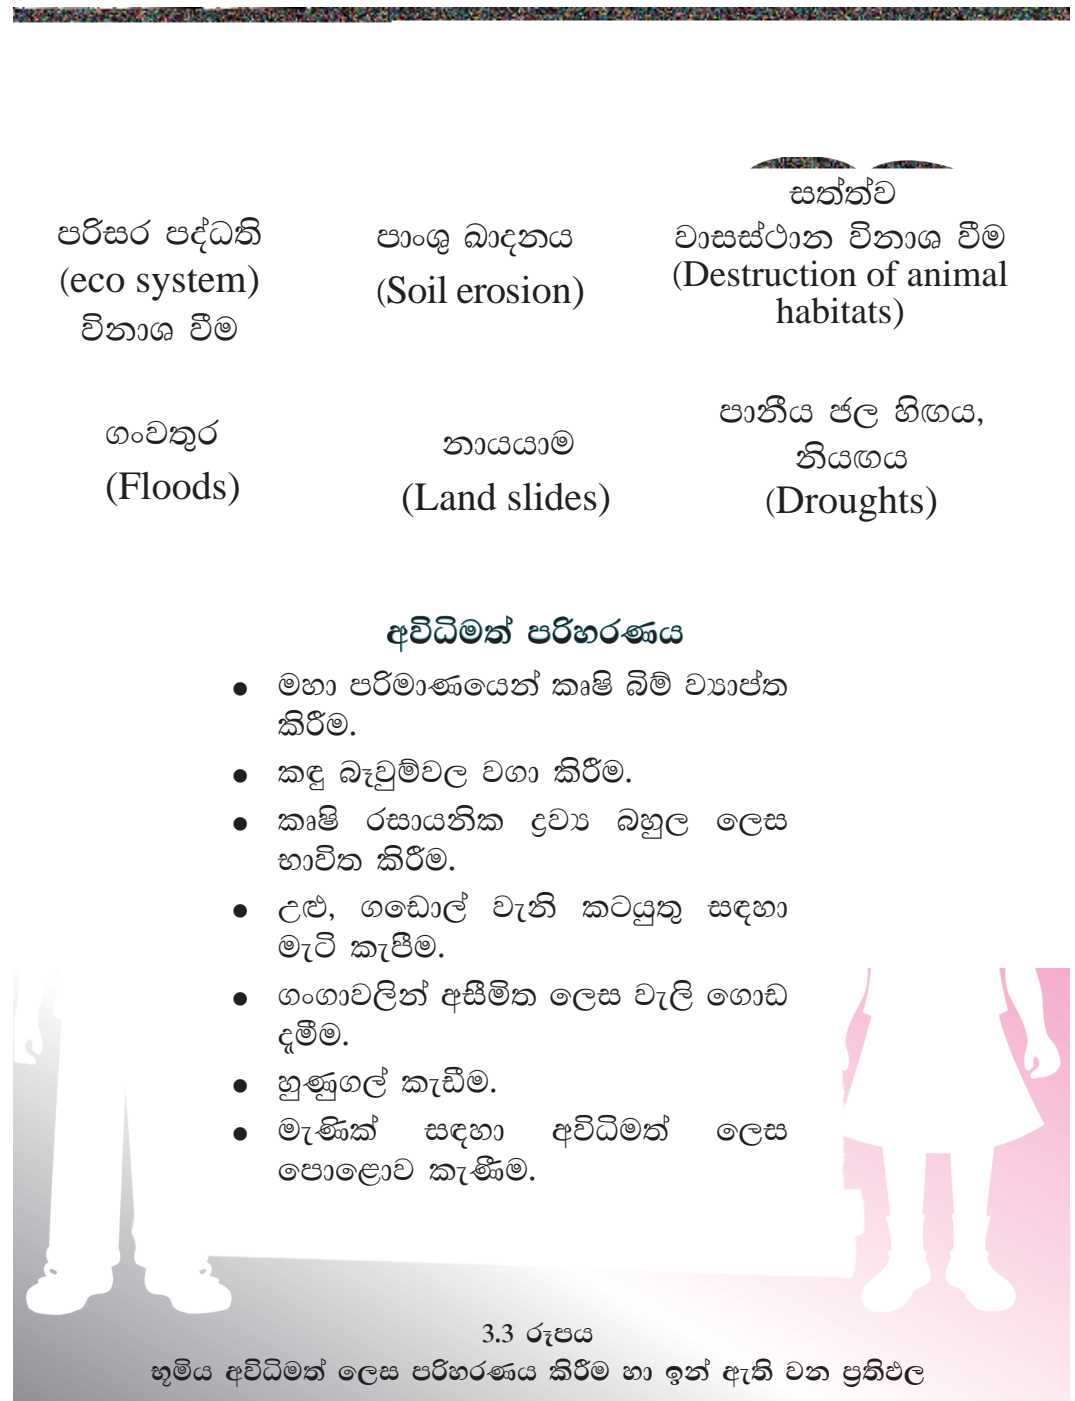 පරිසර පද්ධති
(eco system)
විනාශ වීම
පාංශු ඛාදනය
(Soil erosion)
සත්ත්ව
වාසස්ථාන විනාශ වීම
(Destruction of animal
habitats)
ගංවතුර
(Floods)
නායයාම
(Land slides)
පානීය ජල හිඟය,
නියඟය
(Droughts)
අවිධිමත් පරිහරණය
● මහා පරිමාණයෙන් කෘෂි බිම් ව්‍යාප්ත
කිරීම.
● කඳු බෑවුම්වල වගා කිරීම.
● කෘෂි රසායනික ද්‍රව්‍ය බහුල ලෙස
භාවිත කිරීම.
● උළු, ගඩොල් වැනි කටයුතු සඳහා
මැටි කැපීම.
● ගංගාවලින් අසීමිත ලෙස වැලි ගොඩ
දැමීම.
● හුණුගල් කැඩීම.
● මැණික් සඳහා අවිධිමත් ලෙස
පොළොව කැණීම.
3.3 රූපය
භූමිය අවිධිමත් ලෙස පරිහරණය කිරීම හා ඉන් ඇති වන ප්‍රතිඵල